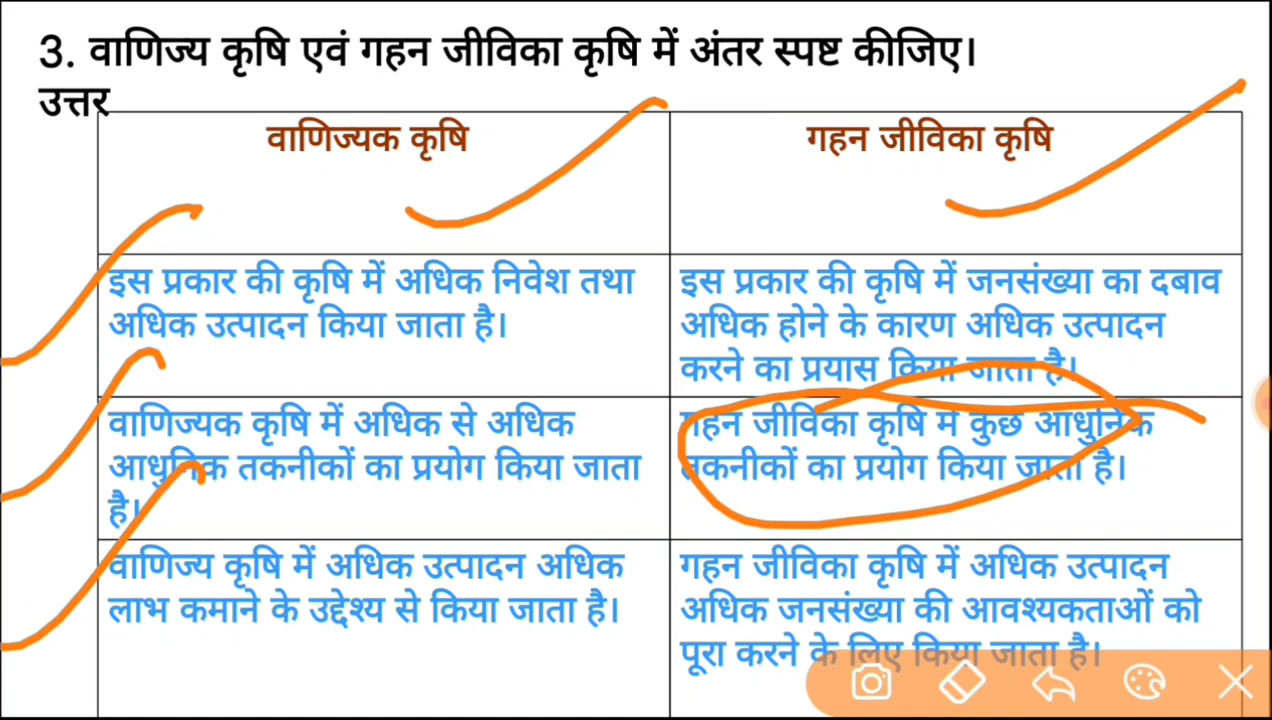 3. वाणिज्य कृषि एवं गहन जीविका कृषि में अंतर स्पष्ट कीजिए।
उत्तर
वाणिज्यक कृषि
गहन जीविका कृषि
इस प्रकार की कृषि में अधिक निवेश तथा
अधिक उत्पादन किया जाता है।
इस प्रकार की कृषि में जनसंख्या का दबाव
अधिक होने के कारण अधिक उत्पादन
करने का प्रयास किया जाता है।
वाणिज्यक कृषि में अधिक से अधिक
आधुनिक तकनीकों का प्रयोग किया जाता
है।
गहन जीविका कृषि में कुछ आधुनिक
तकनीकों का प्रयोग किया जाता है।
वाणिज्य कृषि में अधिक उत्पादन अधिक
लाभ कमाने के उद्देश्य से किया जाता है।
गहन जीविका कृषि में अधिक उत्पादन
अधिक जनसंख्या की आवश्यकताओं को
पूरा करने के लिए किया जाता है।